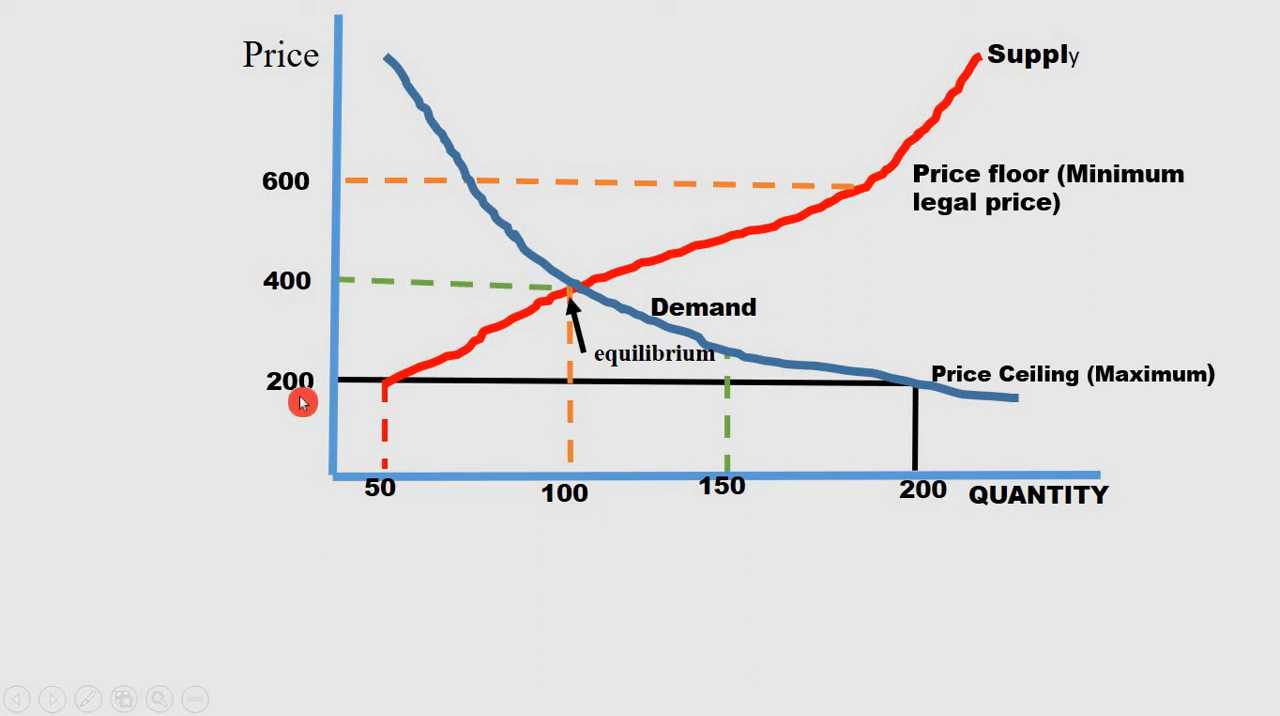 Price
Supply
600
Price floor (Minimum
legal price)
400
Demand
equilibrium
200
Price Ceiling (Maximum)
50
100
150
200
QUANTITY